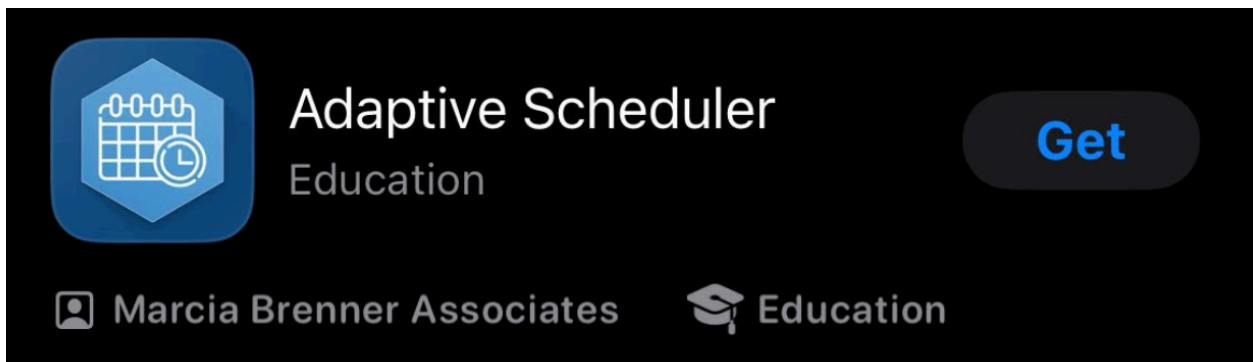 Adaptive Scheduler
Get
Education
Marcia Brenner Associates
Education